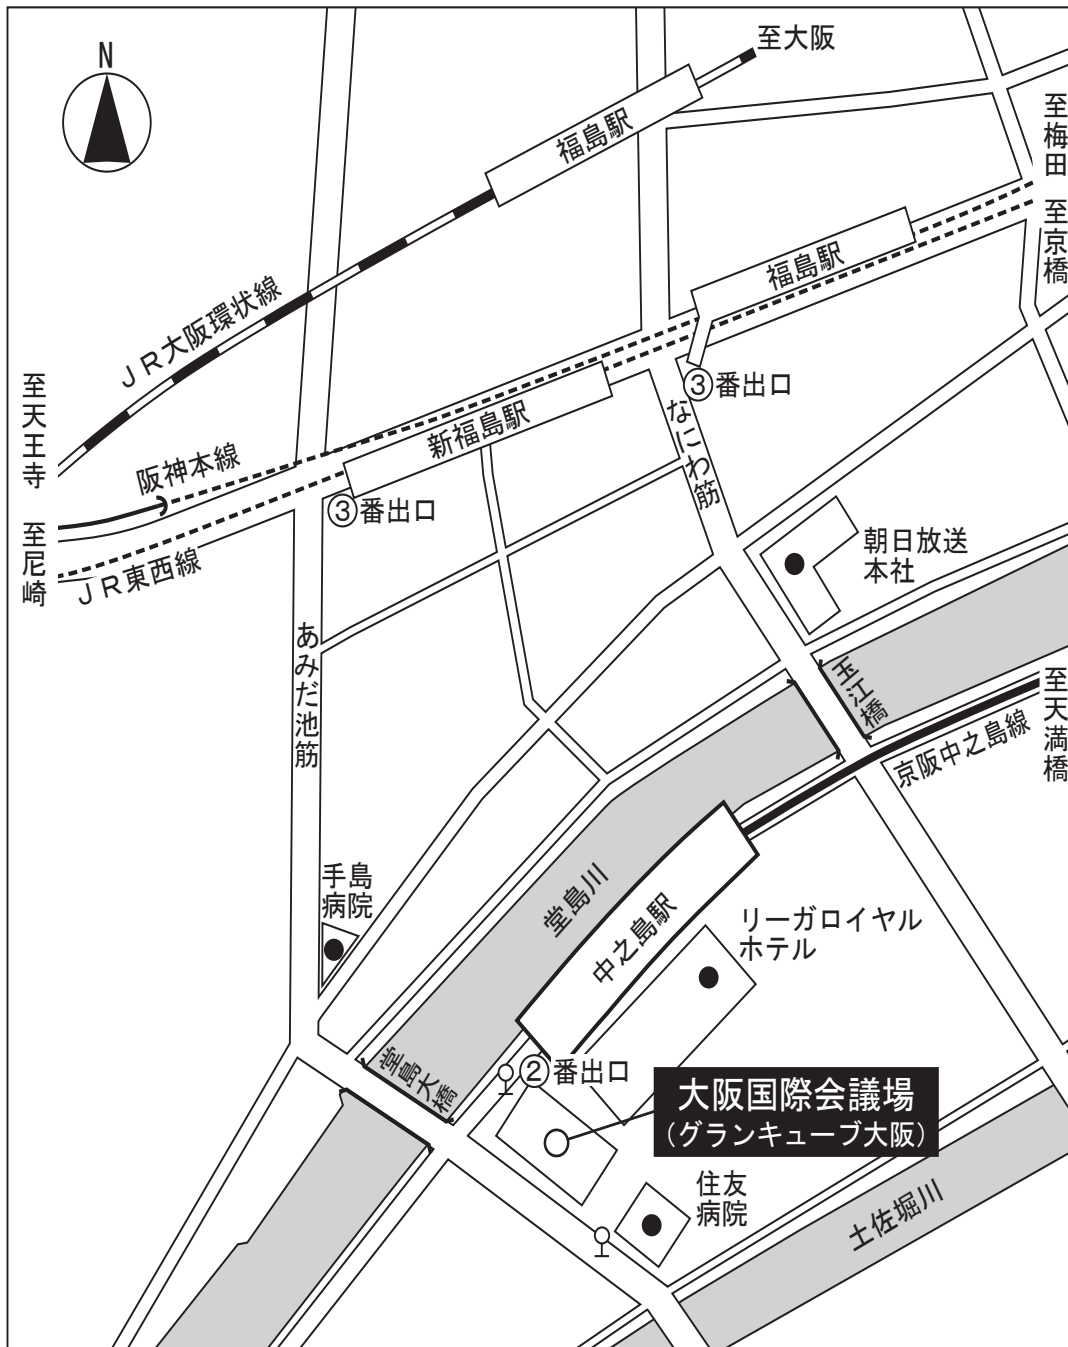 N
至大阪
福島駅
至梅田
至京橋
福島駅
JR大阪環状線
③番出口
至天王寺
なにわ筋
新福島駅
阪神本線
③番出口
至尼崎
JR東西線
朝日放送
本社
あみだ池筋
玉江橋
至天満橋
京阪中之島線
手島
病院
堂島川
中之島駅
リーガロイヤル
ホテル
堂島大橋
②番出口
大阪国際会議場
(グランキューブ大阪)
住友
病院
土佐堀川